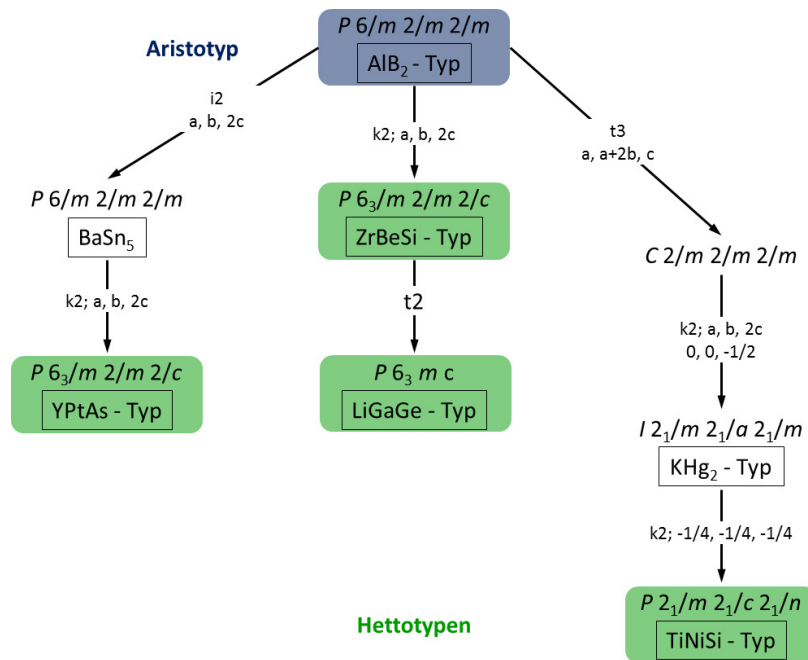 P 6/m 2/m 2/m
Aristotyp
AlB₂ - Typ
i2
a, b, 2c
k2; a, b, 2c
t3
a, a+2b, c
P 6/m 2/m 2/m
BaSn₅
P 6₃/m 2/m 2/c
ZrBeSi - Typ
C 2/m 2/m 2/m
k2; a, b, 2c
t2
k2; a, b, 2c
0, 0, -1/2
P 6₃/m 2/m 2/c
YPtAs - Typ
P 6₃ m c
LiGaGe - Typ
I 2₁/m 2₁/a 2₁/m
KHg₂ - Typ
k2; -1/4, -1/4, -1/4
Hettotypen
P 2₁/m 2₁/c 2₁/n
TiNiSi - Typ